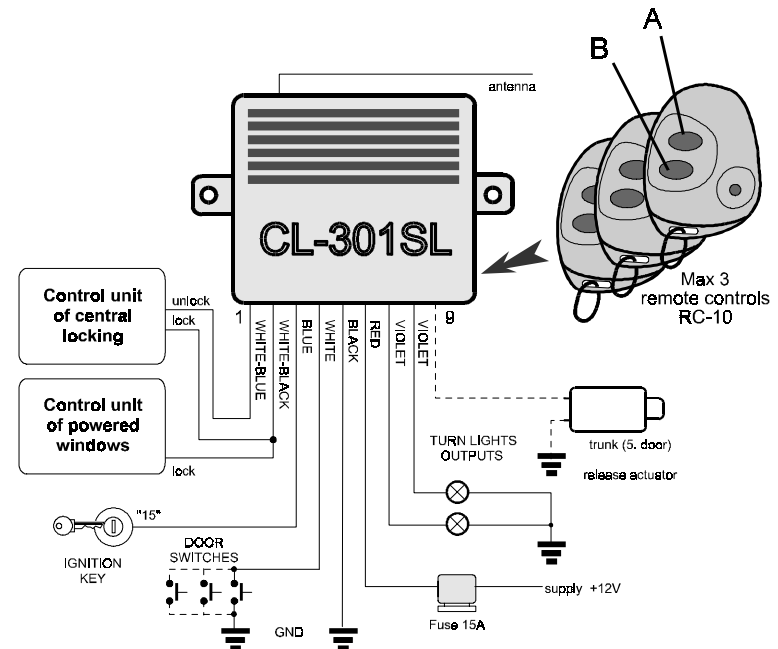 A
B
antenna
CL-301SL
Max 3
remote controls
RC-10
Control unit
of central
locking
unlock
lock
1
9
WHITE-BLUE
WHITE-BLACK
BLUE
WHITE
BLACK
RED
VIOLET
VIOLET
Control unit
of powered
windows
lock
TURN LIGHTS
OUTPUTS
trunk (5. door)
release actuator
"15"
IGNITION
KEY
DOOR
SWITCHES
supply +12V
Fuse 15A
GND